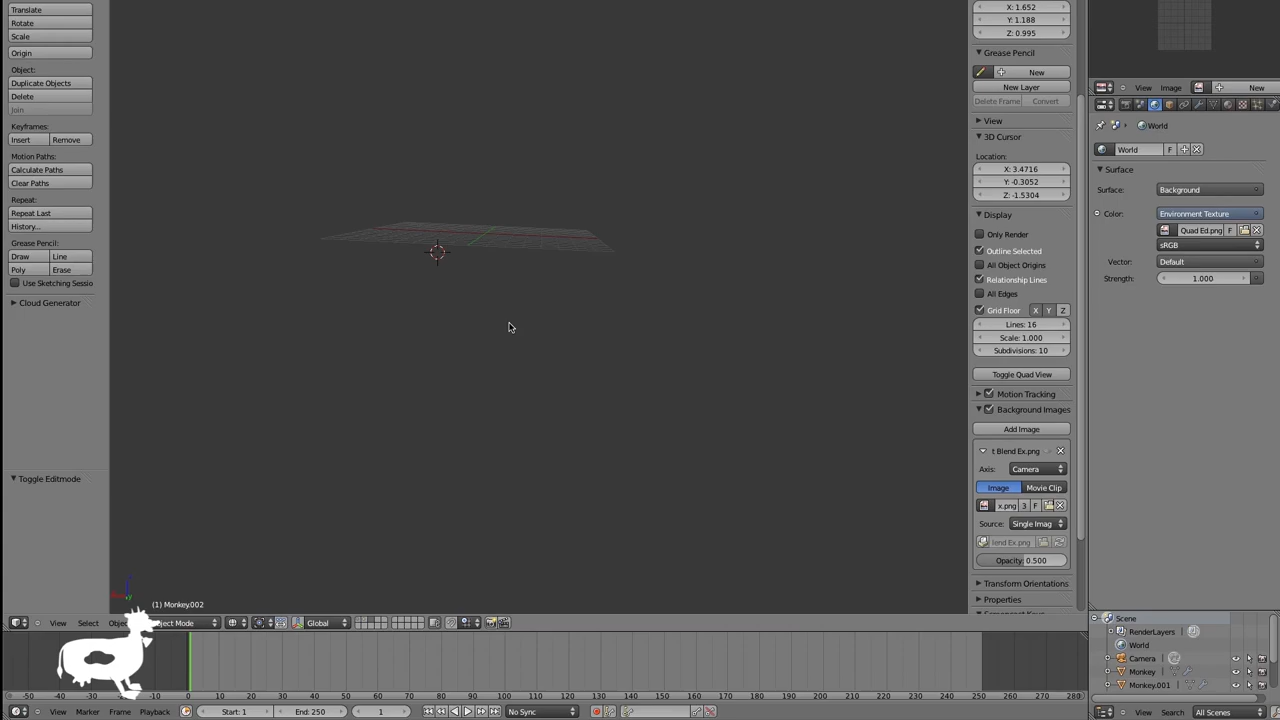 Translate
Rotate
Scale
Origin
Object:
Duplicate Objects
Delete
Join
Keyframes:
Insert Remove
Motion Paths:
Calculate Paths
Clear Paths
Repeat:
Repeat Last
History...
Grease Pencil:
Draw Line
Poly Erase
Use Sketching Sessio
Cloud Generator
Toggle Editmode
(1) Monkey.002
X: 1.652
Y: 1.188
Z: 0.995
Grease Pencil
New
New Layer
Delete Frame Convert
View
3D Cursor
Location:
X: 3.4716
Y: -0.3052
Z: -1.5304
Display
Only Render
Outline Selected
All Object Origins
Relationship Lines
All Edges
Grid Floor X Y Z
Lines: 16
Scale: 1.000
Subdivisions: 10
Toggle Quad View
Motion Tracking
Background Images
Add Image
t Blend Ex.png
Axis: Camera
Image Movie Clip
x.png 3 F
Source: Single Imag
lend Ex.png
Opacity: 0.500
Transform Orientations
Properties
View Image New
World
World F
Surface
Surface: Background
Color: Environment Texture
Quad Ed.png F
sRGB
Vector: Default
Strength: 1.000
Scene
RenderLayers
World
Camera
Monkey
Monkey.001
View Search All Scenes
View Select Obje ject Mode Global
-50 -40 -30 -20 -10 0 10 20 30 40 50 60 70 80 90 100 110 120 130 140 150 160 170 180 190 200 210 220 230 240 250 260 270 280
View Marker Frame Playback Start: 1 End: 250 1 No Sync